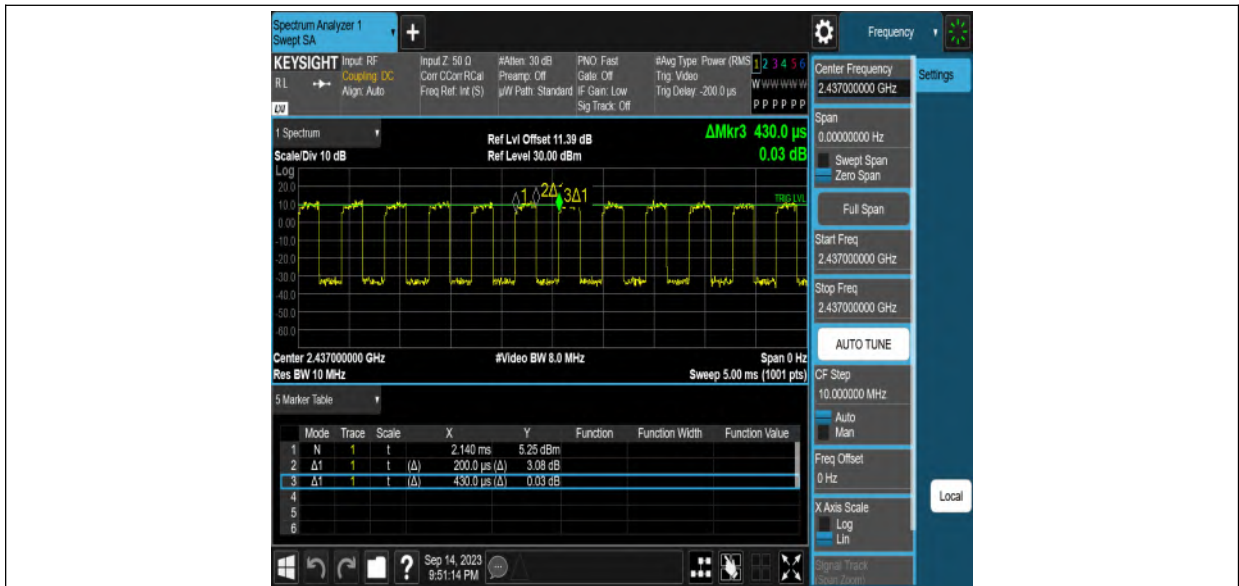 Spectrum Analyzer 1
Swept SA
+
Frequency
KEYSIGHT Input: RF Input Z: 50 Ω #Atten: 30 dB PNO: Fast #Avg Type: Power (RMS 1 2 3 4 5 6
RL Coupling: DC Corr CCorr RCal Preamp: Off Gate: Off Trig: Video W W W W W W
Align: Auto Freq Ref: Int (S) µW Path: Standard IF Gain: Low Trig Delay: -200.0 µs
Sig Track: Off P P P P P P
LXI
1 Spectrum
Scale/Div 10 dB
Ref Lvl Offset 11.39 dB
Ref Level 30.00 dBm
ΔMkr3 430.0 µs
0.03 dB
Log
20.0
10.0
0.00
-10.0
-20.0
-30.0
-40.0
-50.0
-60.0
1 2Δ 3Δ1
TRIG LVL
Center 2.437000000 GHz #Video BW 8.0 MHz Span 0 Hz
Res BW 10 MHz Sweep 5.00 ms (1001 pts)
5 Marker Table
Mode Trace Scale X Y Function Function Width Function Value
1 N 1 t 2.140 ms 5.25 dBm
2 Δ1 1 t (Δ) 200.0 µs (Δ) 3.08 dB
3 Δ1 1 t (Δ) 430.0 µs (Δ) 0.03 dB
4
5
6
?
Sep 14, 2023
9:51:14 PM
Center Frequency
2.437000000 GHz
Settings
Span
0.00000000 Hz
Swept Span
Zero Span
Full Span
Start Freq
2.437000000 GHz
Stop Freq
2.437000000 GHz
AUTO TUNE
CF Step
10.000000 MHz
Auto
Man
Freq Offset
0 Hz
X Axis Scale
Log
Lin
Signal Track
(Span Zoom)
Local